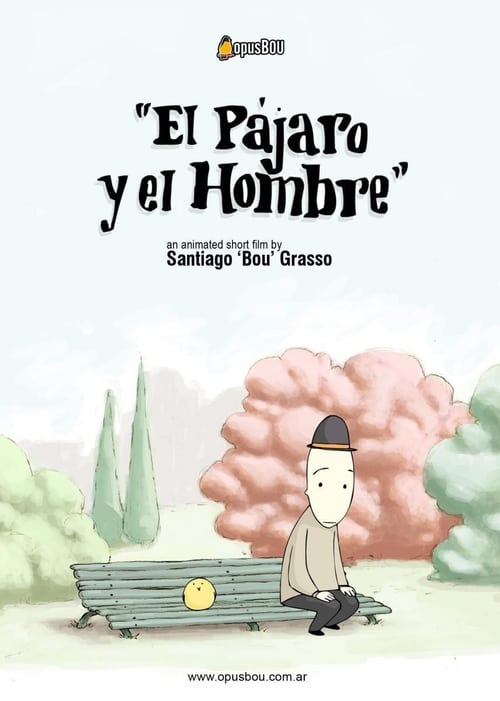 opusBOU
"El Pájaro
y el Hombre"
an animated short film by
Santiago 'Bou' Grasso
www.opusbou.com.ar